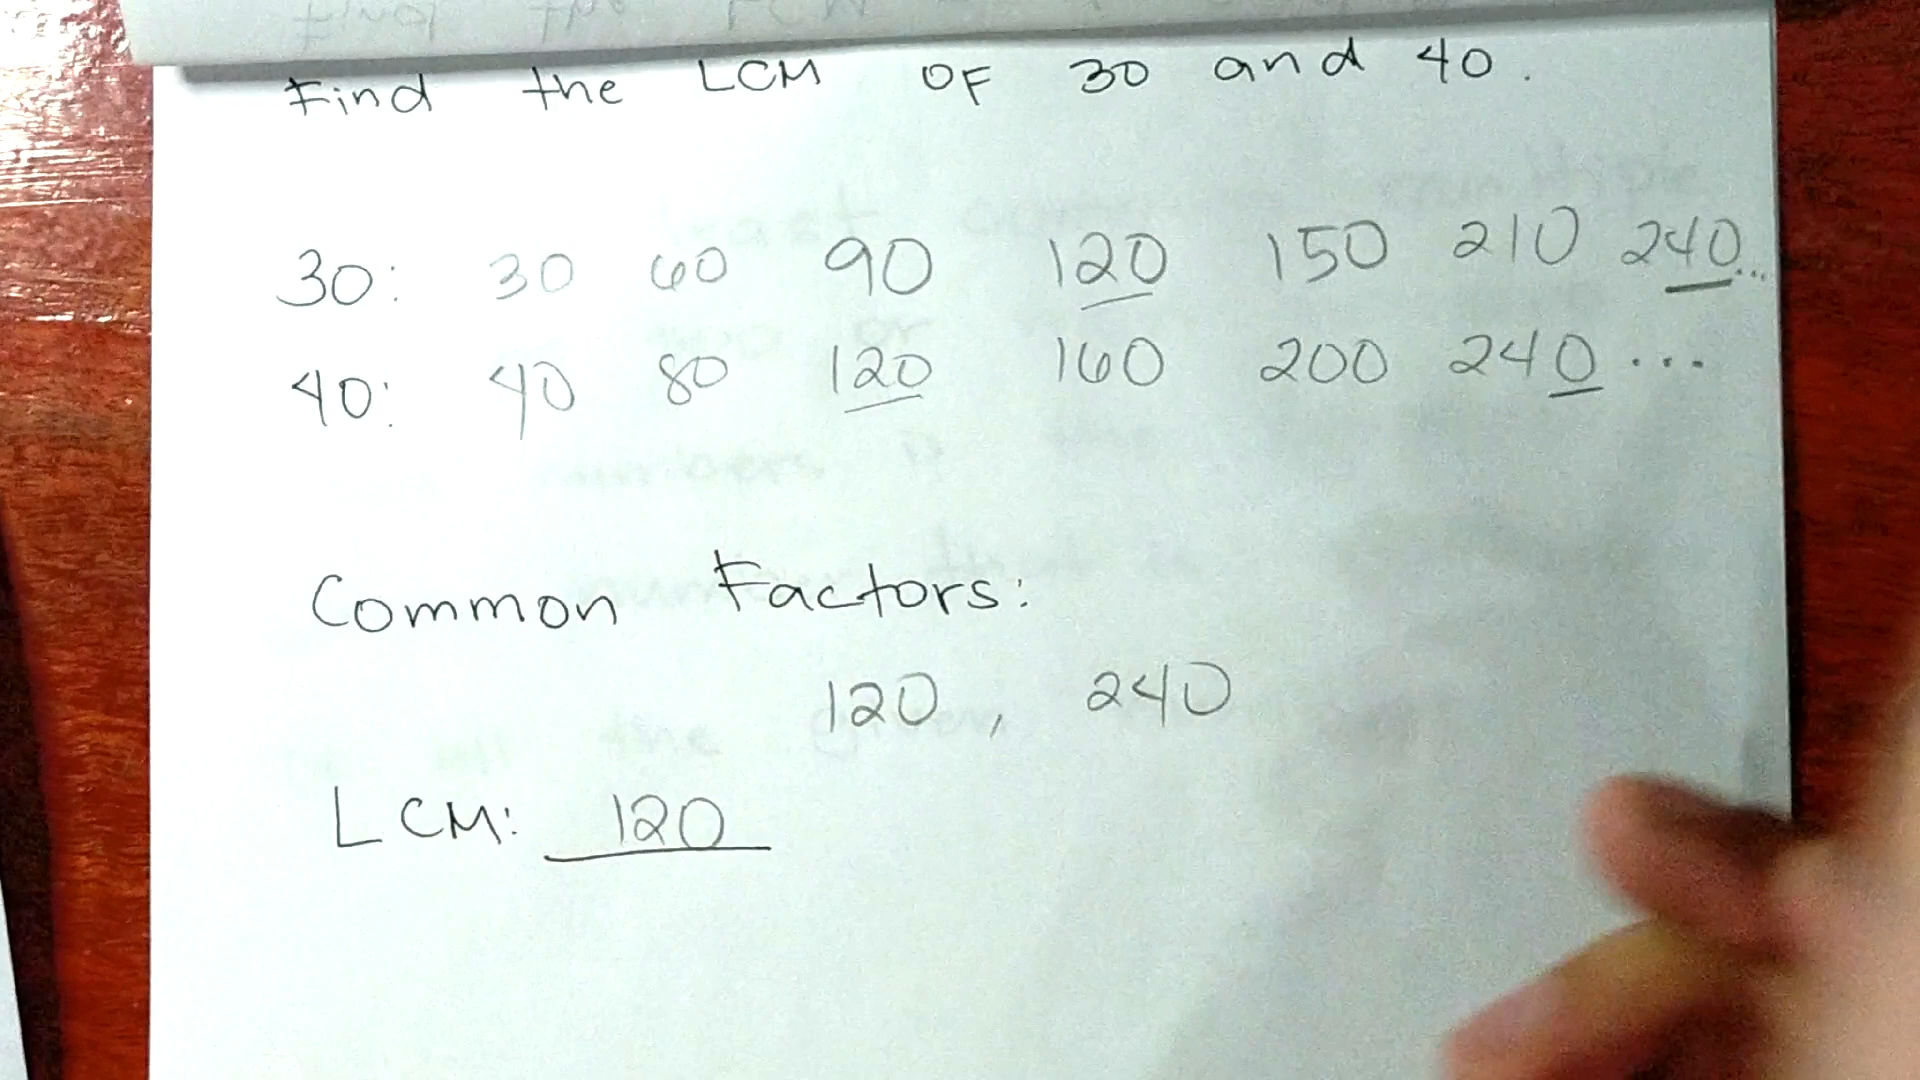 Find the LCM OF 30 and 40.
30: 30 60 90 120 150 210 240...
40: 40 80 120 160 200 240 ...
Common Factors:
120, 240
LCM: 120